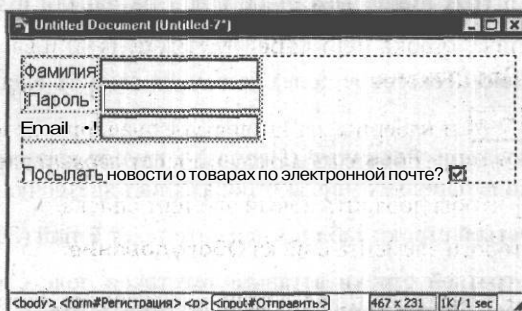 Untitled Document (Untitled-7*)
Фамилия
Пароль
Email
Посылать новости о товарах по электронной почте?
<body> <form#Регистрация> <p> <input#Отправить> 467 x 231 1K / 1 sec